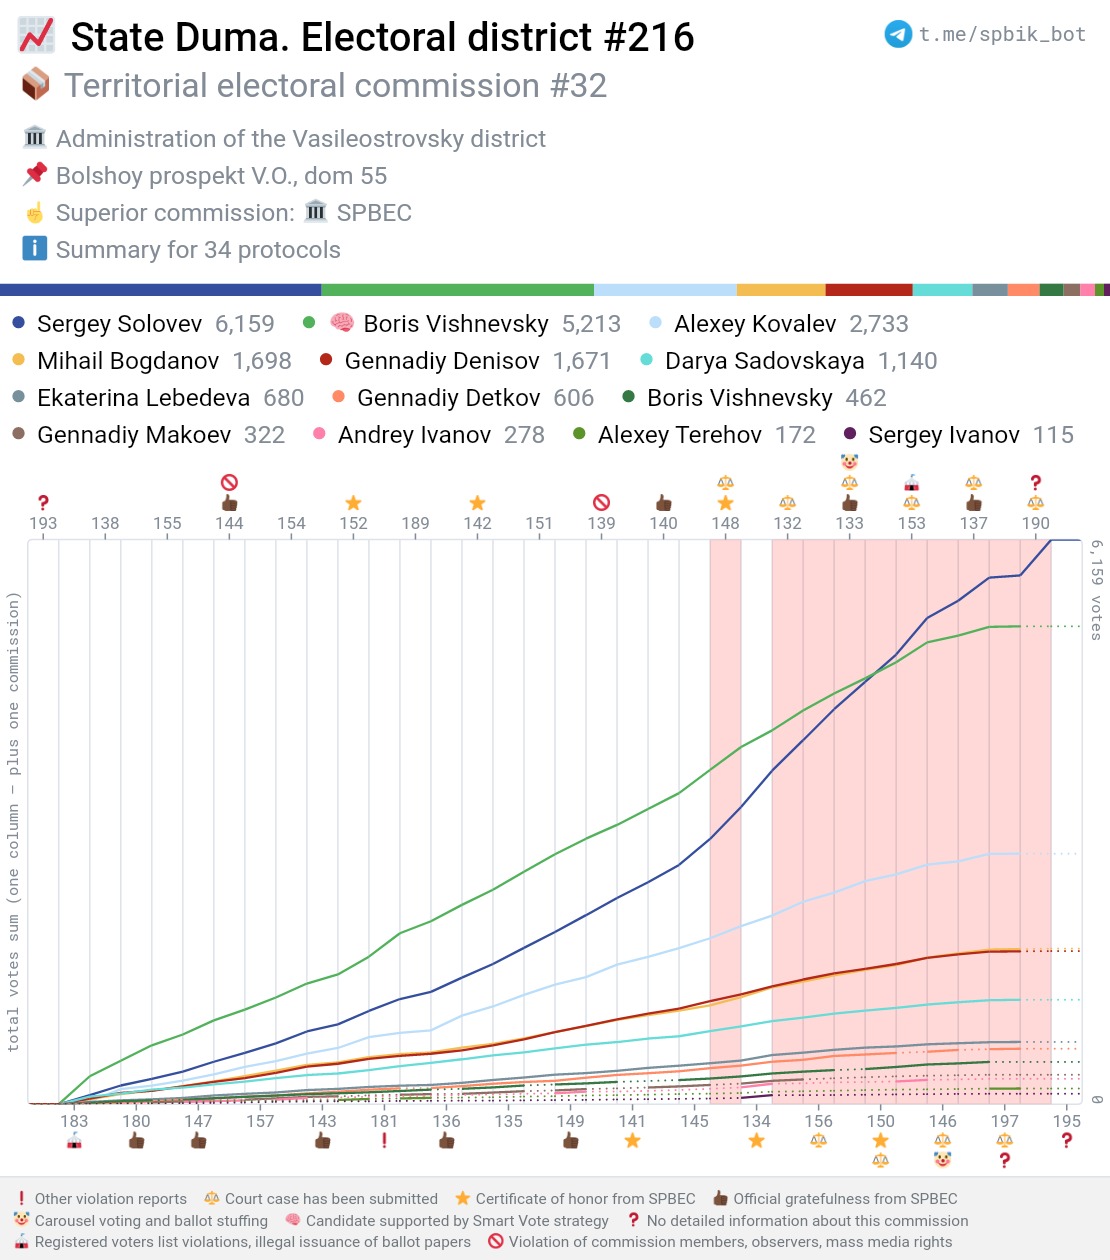 State Duma. Electoral district #216
t.me/spbik_bot
Territorial electoral commission #32
Administration of the Vasileostrovsky district
Bolshoy prospekt V.O., dom 55
Superior commission: SPBEC
Summary for 34 protocols
Sergey Solovev 6,159 Boris Vishnevsky 5,213 Alexey Kovalev 2,733
Mihail Bogdanov 1,698 Gennadiy Denisov 1,671 Darya Sadovskaya 1,140
Ekaterina Lebedeva 680 Gennadiy Detkov 606 Boris Vishnevsky 462
Gennadiy Makoev 322 Andrey Ivanov 278 Alexey Terehov 172 Sergey Ivanov 115
193 138 155 144 154 152 189 142 151 139 140 148 132 133 153 137 190
total votes sum (one column – plus one commission)
6,159 votes
0
183 180 147 157 143 181 136 135 149 141 145 134 156 150 146 197 195
Other violation reports Court case has been submitted Certificate of honor from SPBEC Official gratefulness from SPBEC
Carousel voting and ballot stuffing Candidate supported by Smart Vote strategy No detailed information about this commission
Registered voters list violations, illegal issuance of ballot papers Violation of commission members, observers, mass media rights